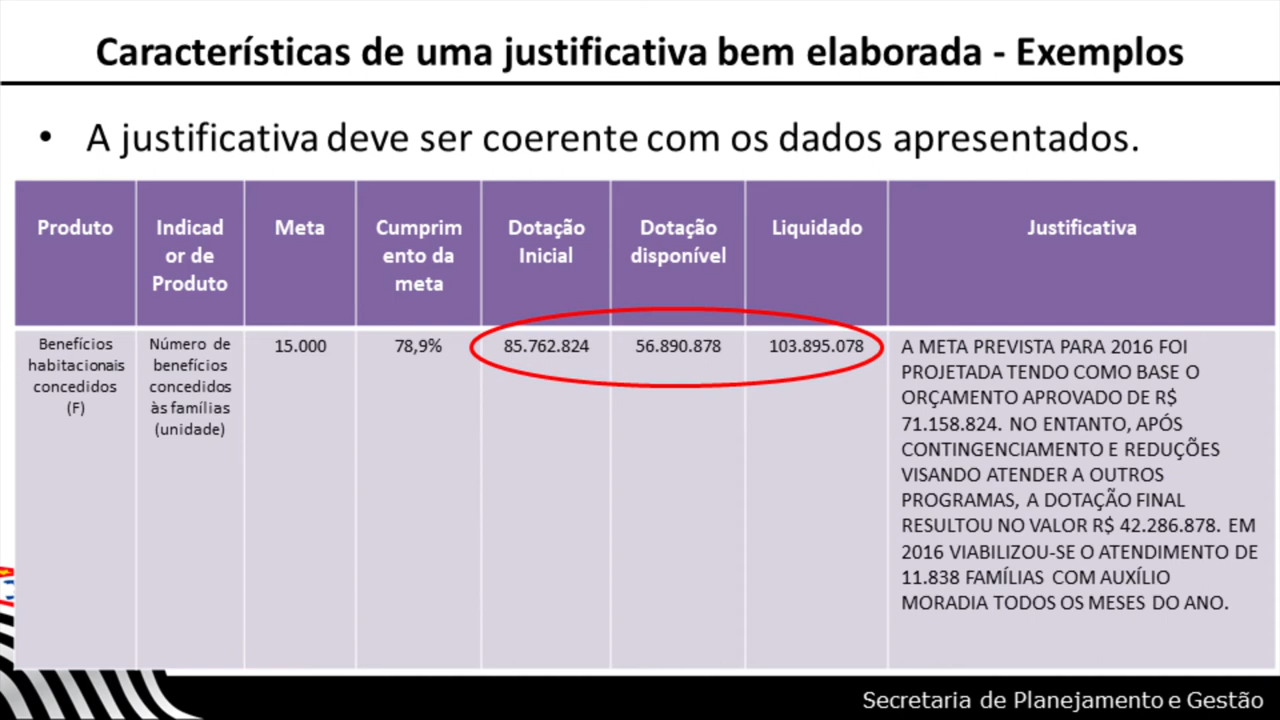 Características de uma justificativa bem elaborada - Exemplos
• A justificativa deve ser coerente com os dados apresentados.
Produto
Indicad
or de
Produto
Meta
Cumprim
ento da
meta
Dotação
Inicial
Dotação
disponível
Liquidado
Justificativa
Benefícios
habitacionais
concedidos
(F)
Número de
benefícios
concedidos
às famílias
(unidade)
15.000
78,9%
85.762.824
56.890.878
103.895.078
A META PREVISTA PARA 2016 FOI
PROJETADA TENDO COMO BASE O
ORÇAMENTO APROVADO DE R$
71.158.824. NO ENTANTO, APÓS
CONTINGENCIAMENTO E REDUÇÕES
VISANDO ATENDER A OUTROS
PROGRAMAS, A DOTAÇÃO FINAL
RESULTOU NO VALOR R$ 42.286.878. EM
2016 VIABILIZOU-SE O ATENDIMENTO DE
11.838 FAMÍLIAS COM AUXÍLIO
MORADIA TODOS OS MESES DO ANO.
Secretaria de Planejamento e Gestão